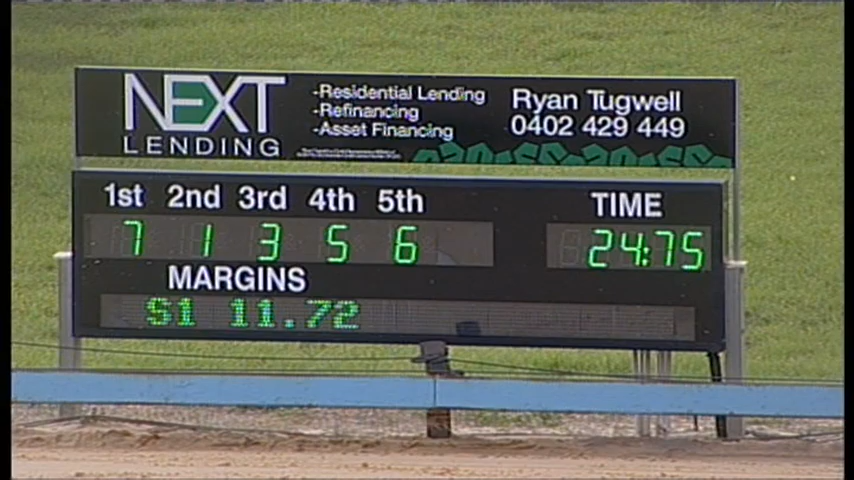 NEXT
LENDING
-Residential Lending
-Refinancing
-Asset Financing
Ryan Tugwell
0402 429 449
1st 2nd 3rd 4th 5th TIME
7 1 3 5 6 24:75
MARGINS
S1 11.72